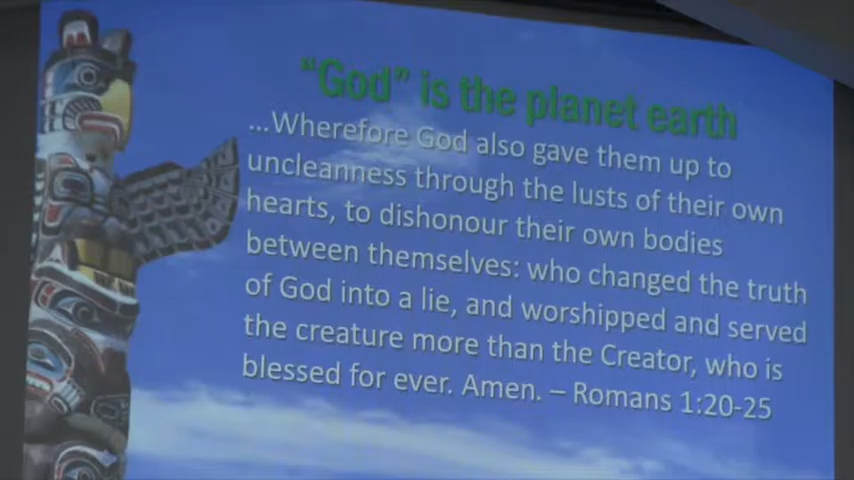 “God” is the planet earth
...Wherefore God also gave them up to
uncleanness through the lusts of their own
hearts, to dishonour their own bodies
between themselves: who changed the truth
of God into a lie, and worshipped and served
the creature more than the Creator, who is
blessed for ever. Amen. – Romans 1:20-25